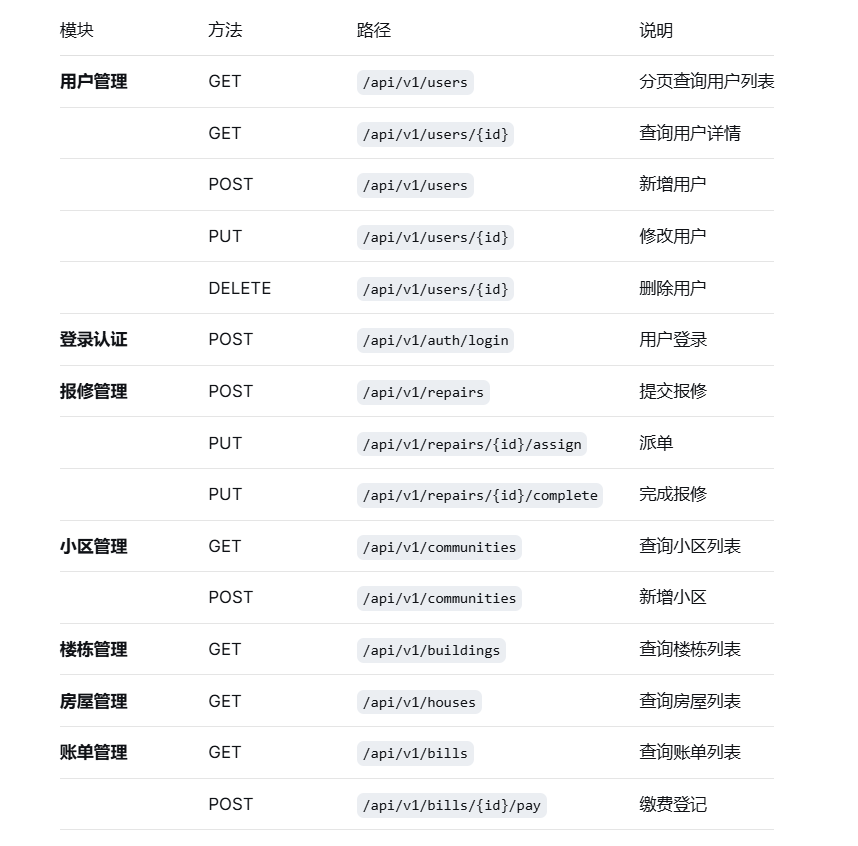 模块 方法 路径 说明
用户管理 GET /api/v1/users 分页查询用户列表
GET /api/v1/users/{id} 查询用户详情
POST /api/v1/users 新增用户
PUT /api/v1/users/{id} 修改用户
DELETE /api/v1/users/{id} 删除用户
登录认证 POST /api/v1/auth/login 用户登录
报修管理 POST /api/v1/repairs 提交报修
PUT /api/v1/repairs/{id}/assign 派单
PUT /api/v1/repairs/{id}/complete 完成报修
小区管理 GET /api/v1/communities 查询小区列表
POST /api/v1/communities 新增小区
楼栋管理 GET /api/v1/buildings 查询楼栋列表
房屋管理 GET /api/v1/houses 查询房屋列表
账单管理 GET /api/v1/bills 查询账单列表
POST /api/v1/bills/{id}/pay 缴费登记